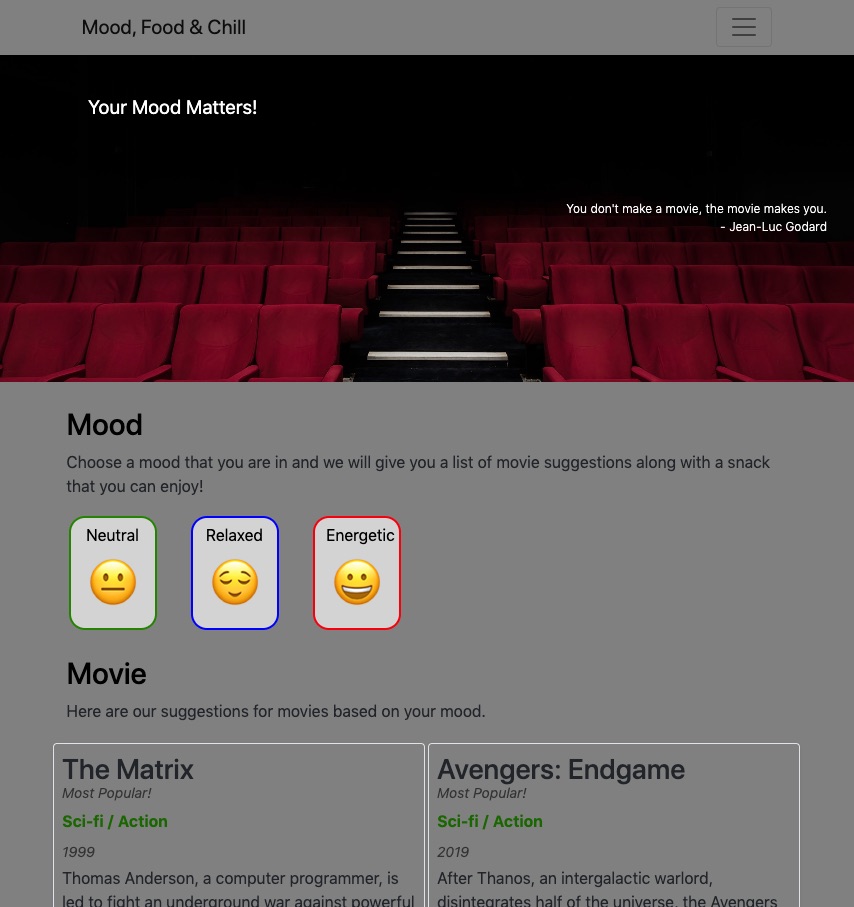 Mood, Food & Chill
Your Mood Matters!
You don't make a movie, the movie makes you.
- Jean-Luc Godard
Mood
Choose a mood that you are in and we will give you a list of movie suggestions along with a snack
that you can enjoy!
Neutral
Relaxed
Energetic
Movie
Here are our suggestions for movies based on your mood.
The Matrix
Most Popular!
Sci-fi / Action
1999
Thomas Anderson, a computer programmer, is
led to fight an underground war against powerful
Avengers: Endgame
Most Popular!
Sci-fi / Action
2019
After Thanos, an intergalactic warlord,
disintegrates half of the universe, the Avengers